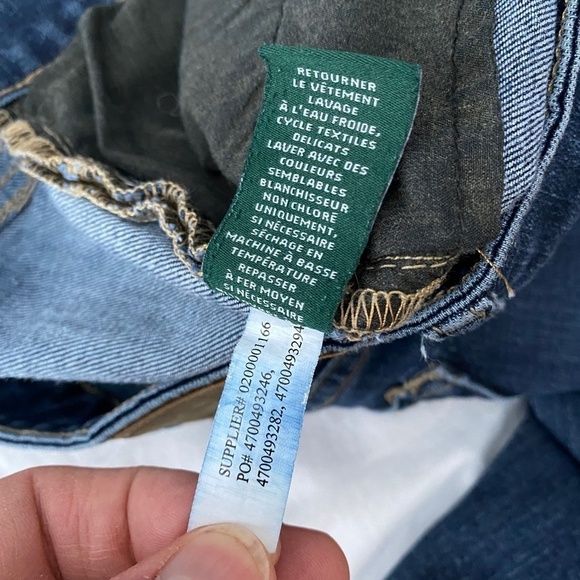 RETOURNER
LE VÊTEMENT
LAVAGE
À L'EAU FROIDE,
CYCLE TEXTILES
DÉLICATS
LAVER AVEC DES
COULEURS
SEMBLABLES
BLANCHISSEUR
NON CHLORÉ
UNIQUEMENT,
SI NÉCESSAIRE
SÉCHAGE EN
MACHINE À BASSE
TEMPÉRATURE
REPASSER
À FER MOYEN
SI NÉCESSAIRE
SUPPLIER# 0200001166
PO# 4700493246,
4700493282, 4700493294